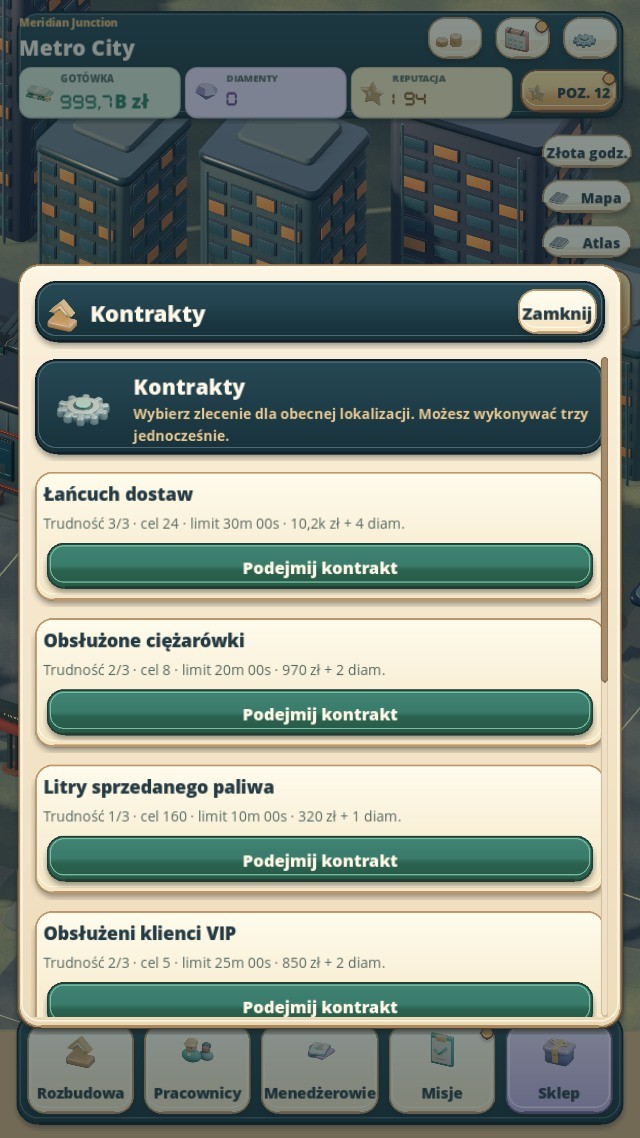 Meridian Junction
Metro City
GOTÓWKA
999,7B zł
DIAMENTY
0
REPUTACJA
194
POZ. 12
Złota godz.
Mapa
Atlas
Kontrakty
Zamknij
Kontrakty
Wybierz zlecenie dla obecnej lokalizacji. Możesz wykonywać trzy
jednocześnie.
Łańcuch dostaw
Trudność 3/3 · cel 24 · limit 30m 00s · 10,2k zł + 4 diam.
Podejmij kontrakt
Obsłużone ciężarówki
Trudność 2/3 · cel 8 · limit 20m 00s · 970 zł + 2 diam.
Podejmij kontrakt
Litry sprzedanego paliwa
Trudność 1/3 · cel 160 · limit 10m 00s · 320 zł + 1 diam.
Podejmij kontrakt
Obsłużeni klienci VIP
Trudność 2/3 · cel 5 · limit 25m 00s · 850 zł + 2 diam.
Podejmij kontrakt
Rozbudowa
Pracownicy
Menedżerowie
Misje
Sklep